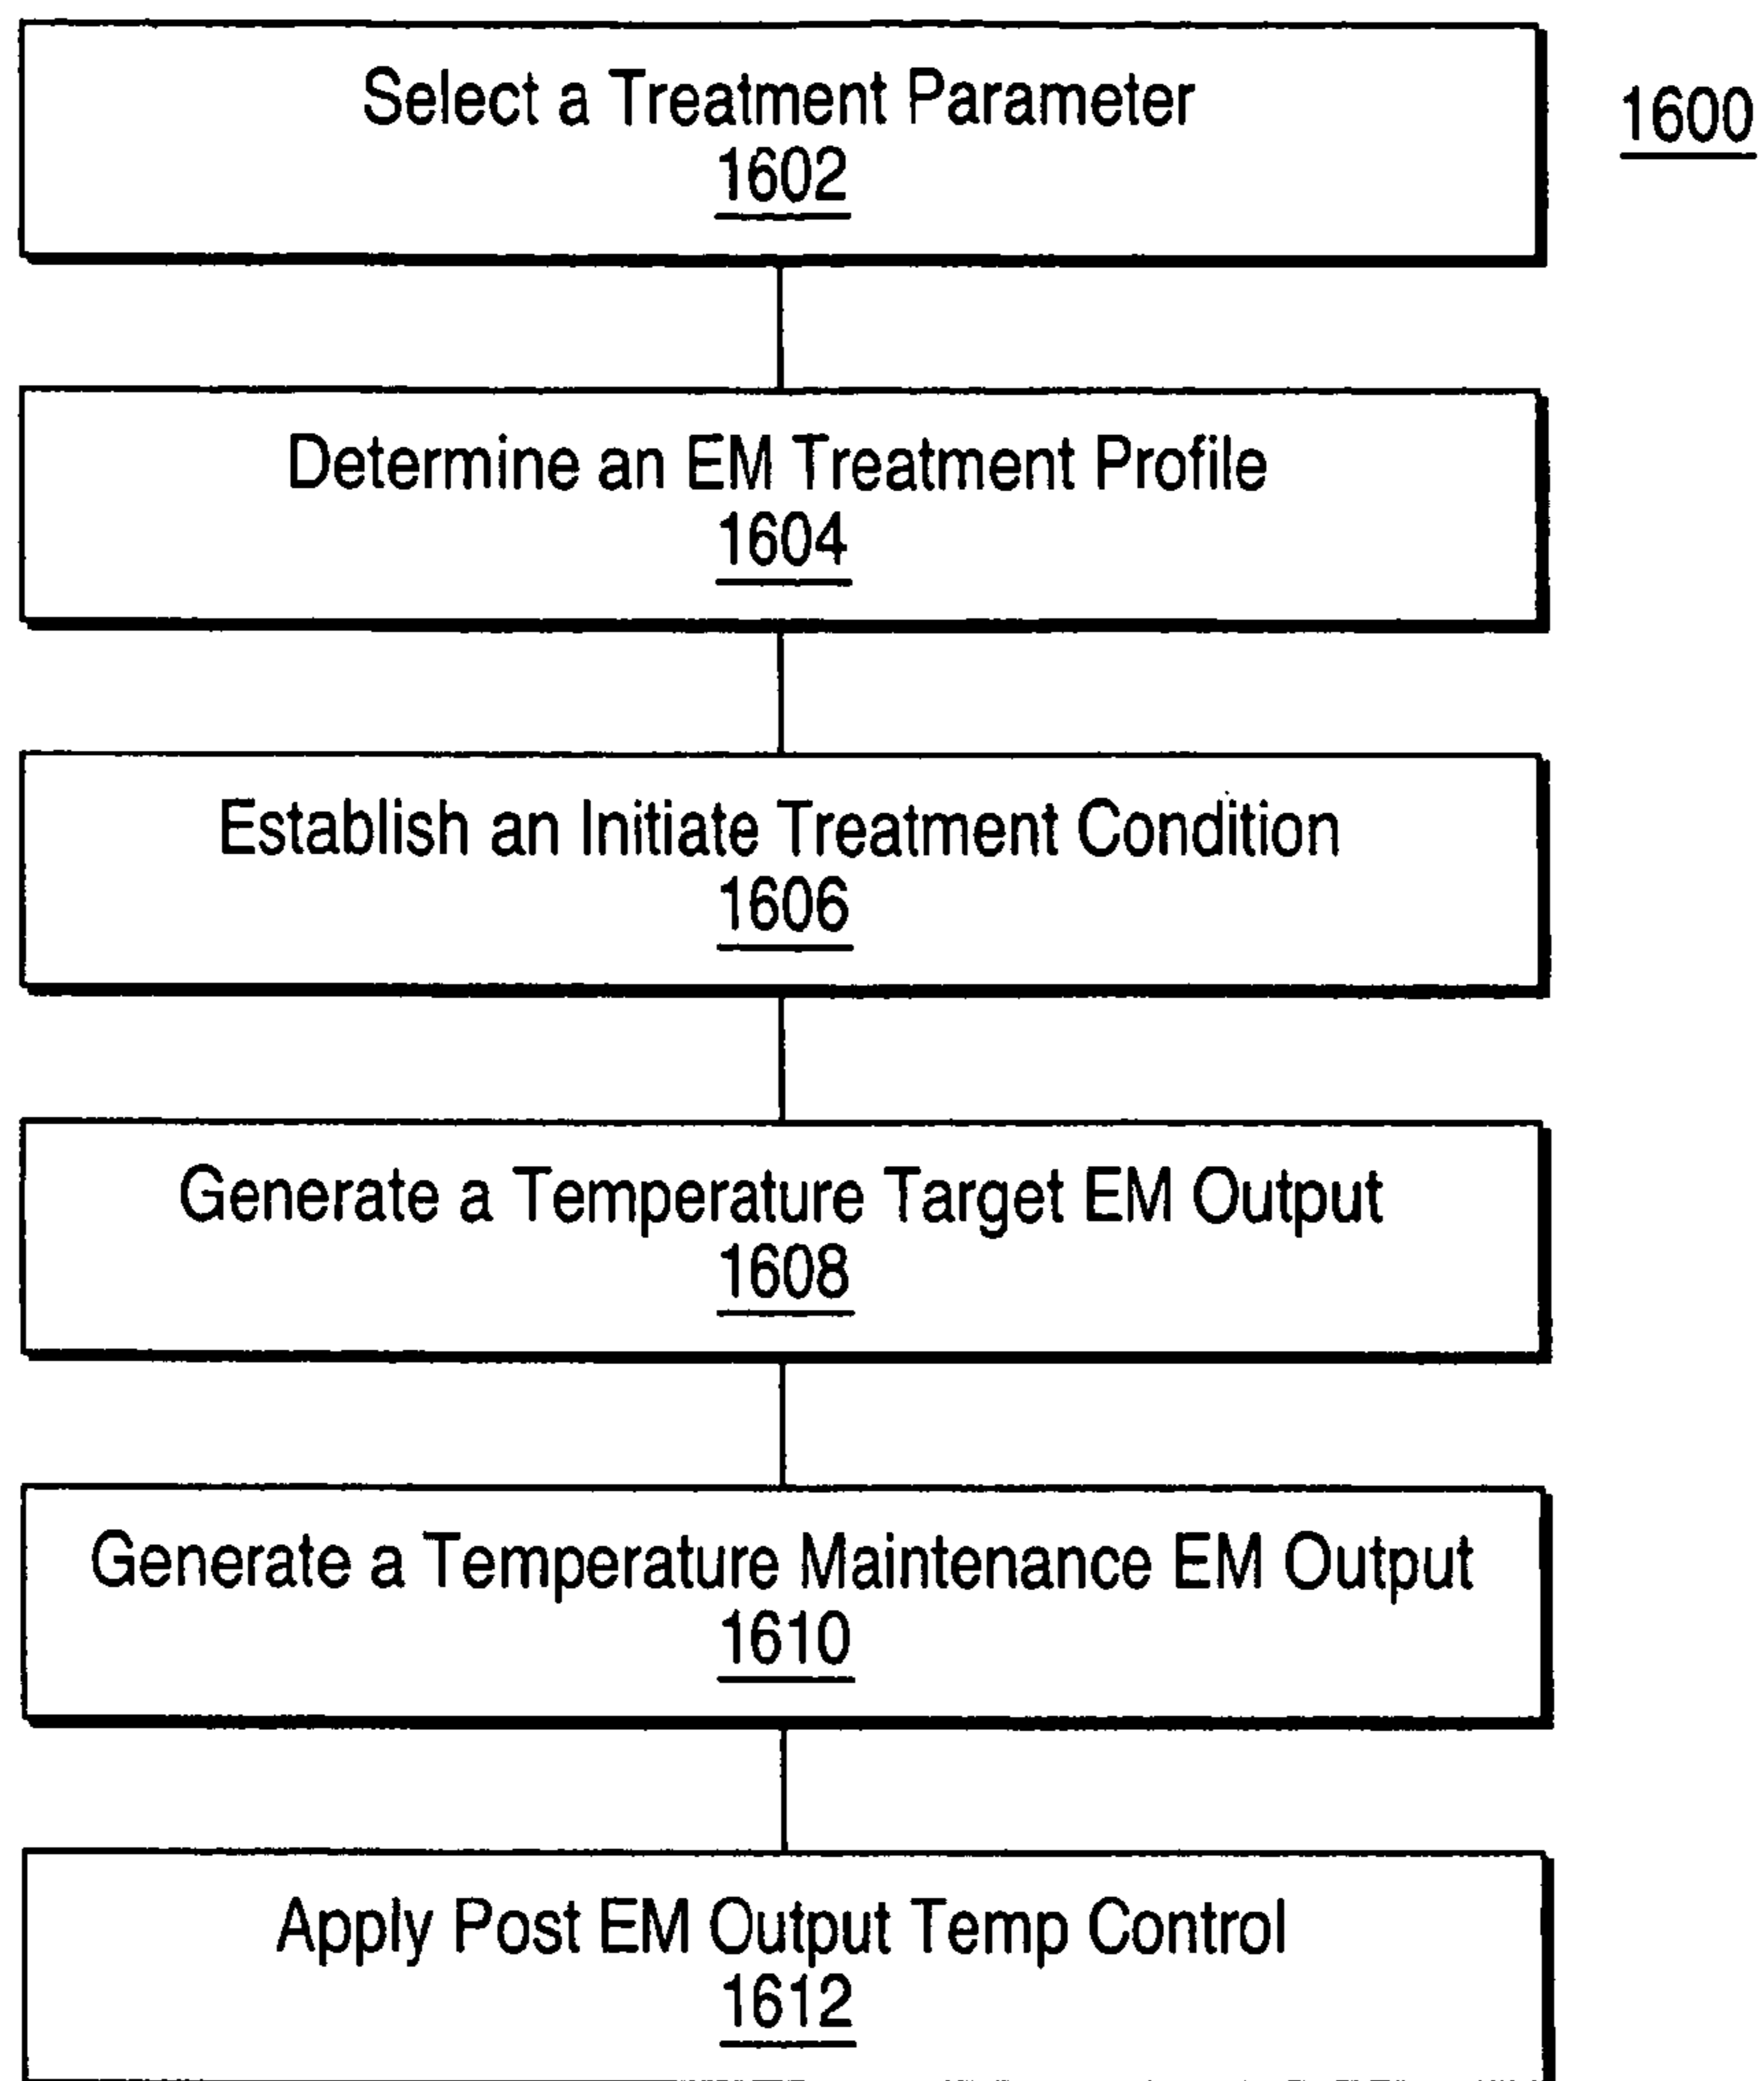 Select a Treatment Parameter
1602
1600
Determine an EM Treatment Profile
1604
Establish an Initiate Treatment Condition
1606
Generate a Temperature Target EM Output
1608
Generate a Temperature Maintenance EM Output
1610
Apply Post EM Output Temp Control
1612